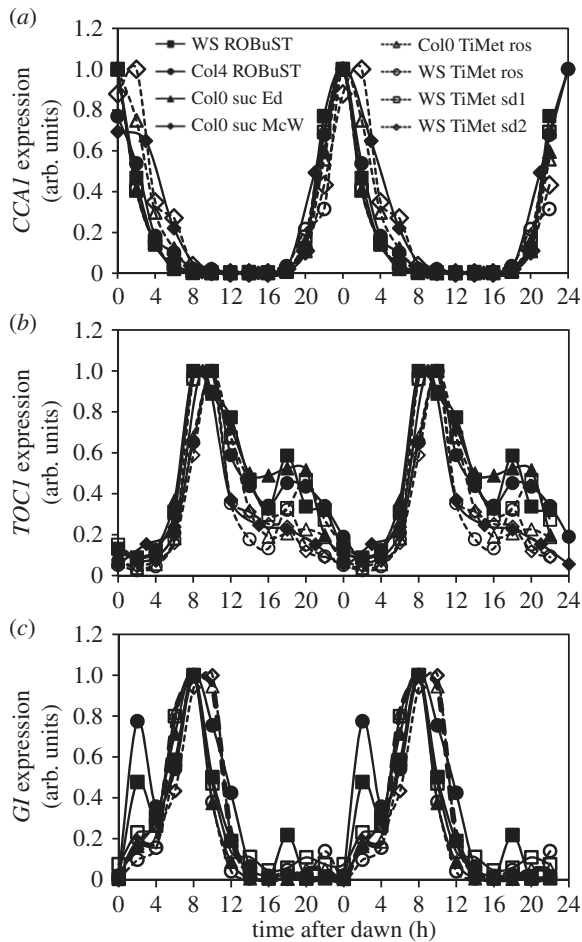 (a)
1.2
1.0
0.8
0.6
0.4
0.2
0
CCA1 expression
(arb. units)
WS ROBuST
Col4 ROBuST
Col0 suc Ed
Col0 suc McW
Col0 TiMet ros
WS TiMet ros
WS TiMet sd1
WS TiMet sd2
0 4 8 12 16 20 0 4 8 12 16 20 24
(b)
1.2
1.0
0.8
0.6
0.4
0.2
0
TOC1 expression
(arb. units)
0 4 8 12 16 20 0 4 8 12 16 20 24
(c)
1.2
1.0
0.8
0.6
0.4
0.2
0
GI expression
(arb. units)
0 4 8 12 16 20 0 4 8 12 16 20 24
time after dawn (h)